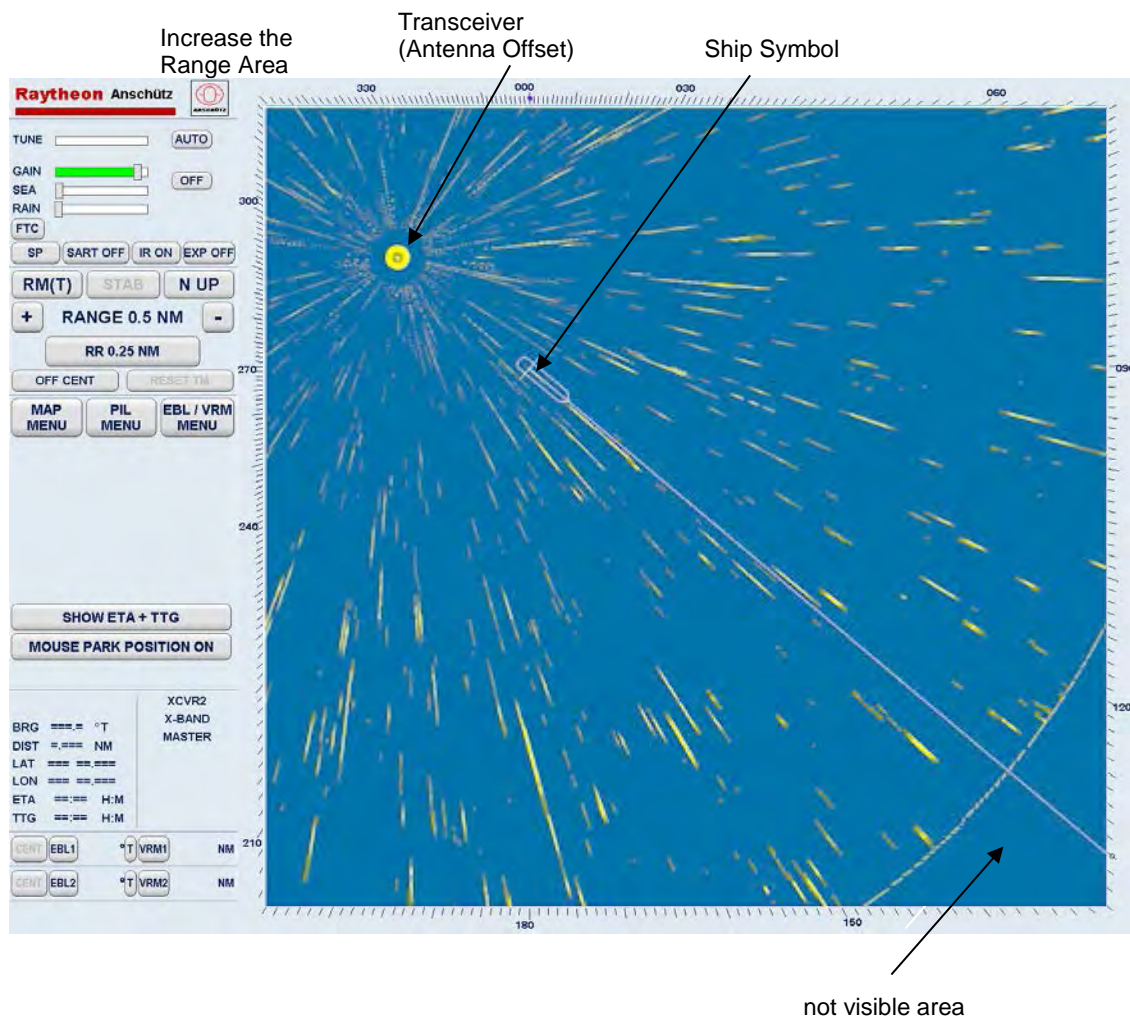 Increase the
Range Area
Transceiver
(Antenna Offset)
Ship Symbol
Raytheon Anschütz
ANSCHÜTZ
TUNE AUTO
GAIN
OFF
SEA
RAIN
FTC
SP SART OFF IR ON EXP OFF
RM(T) STAB N UP
+ RANGE 0.5 NM -
RR 0.25 NM
OFF CENT RESET TM
MAP MENU PIL MENU EBL / VRM MENU
SHOW ETA + TTG
MOUSE PARK POSITION ON
XCVR2
X-BAND
MASTER
BRG ===.= °T
DIST =.=== NM
LAT === ==.===
LON === ==.===
ETA ==:== H:M
TTG ==:== H:M
CENT EBL1 °T VRM1 NM
CENT EBL2 °T VRM2 NM
330 000 030 060
300
270 090
240
120
210
180 150
not visible area